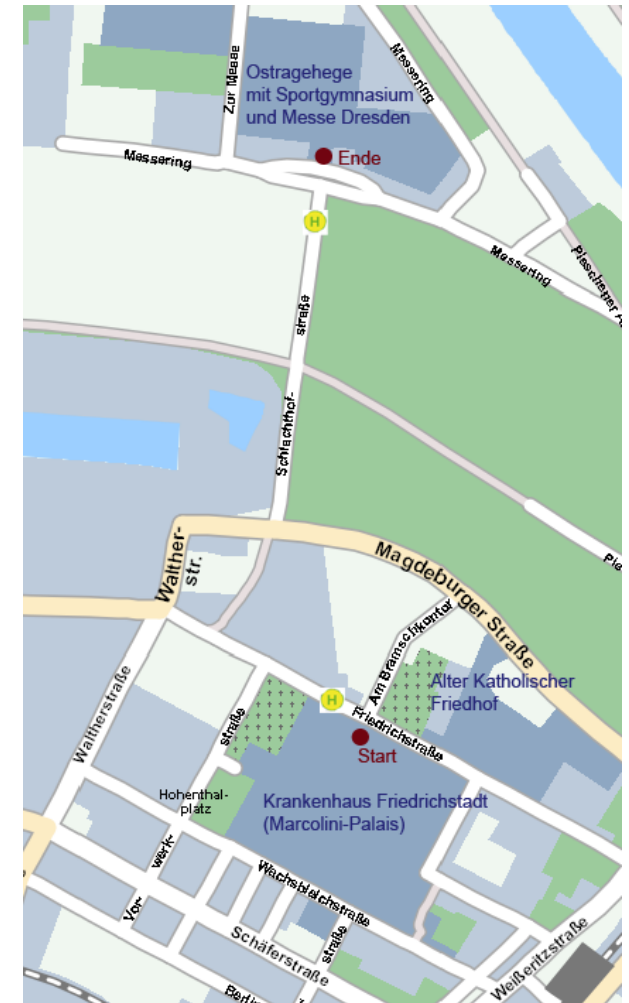 Zur Messe
Messering
Ostragehege
mit Sportgymnasium
und Messe Dresden
Messering
Ende
H
Messering
Schlachthof-
straße
Walther-
str.
Magdeburger Straße
Am Bramschkontor
Alter Katholischer
Friedhof
H
Friedrichstraße
Waltherstraße
straße
Start
Hohenthal-
platz
Krankenhaus Friedrichstadt
(Marcolini-Palais)
Vor-
werk-
Wachsbleichstraße
Schäferstraße
straße
Weißeritzstraße